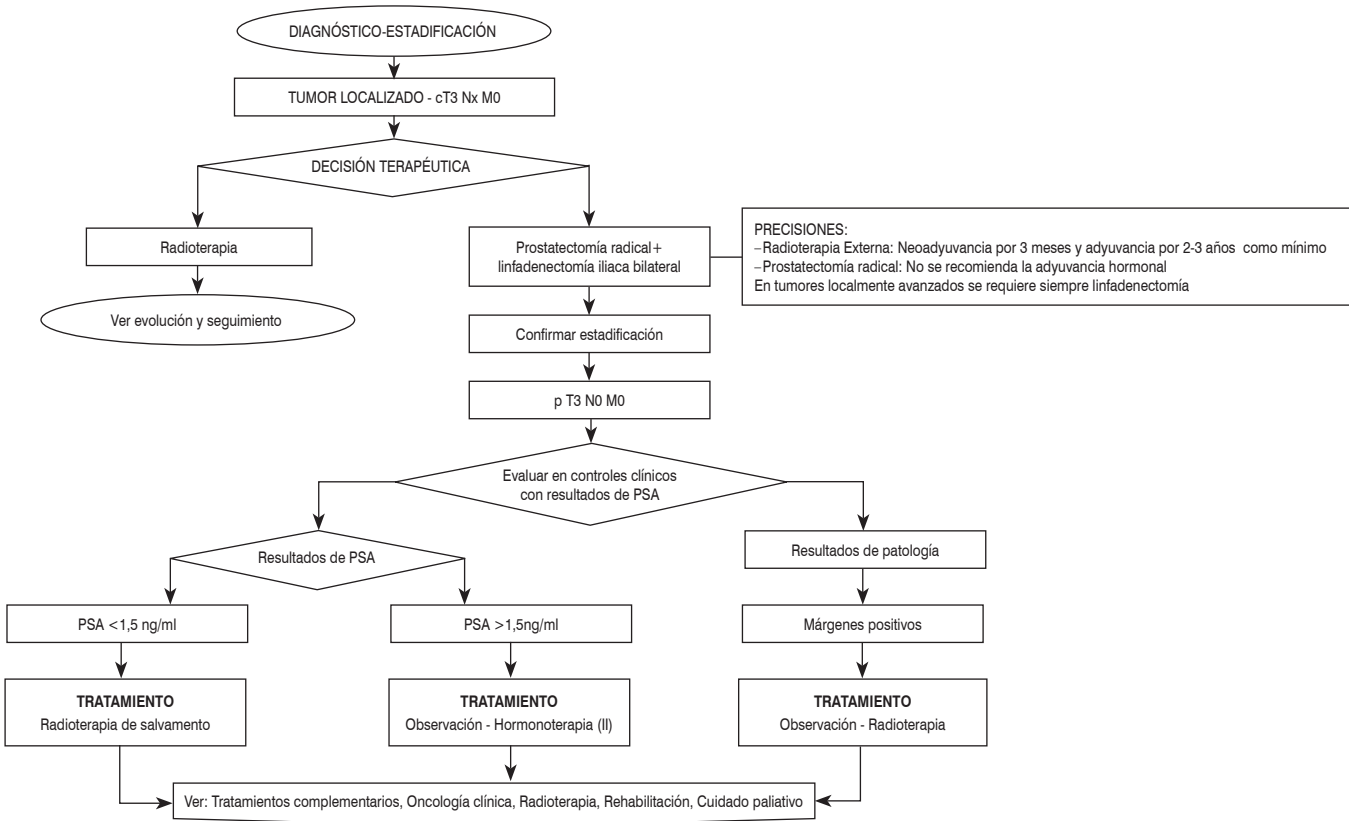 DIAGNÓSTICO-ESTADIFICACIÓN
TUMOR LOCALIZADO - cT3 Nx M0
DECISIÓN TERAPÉUTICA
Radioterapia
Ver evolución y seguimiento
Prostatectomía radical+
linfadenectomía iliaca bilateral
PRECISIONES:
–Radioterapia Externa: Neoadyuvancia por 3 meses y adyuvancia por 2-3 años como mínimo
–Prostatectomía radical: No se recomienda la adyuvancia hormonal
En tumores localmente avanzados se requiere siempre linfadenectomía
Confirmar estadificación
p T3 N0 M0
Evaluar en controles clínicos
con resultados de PSA
Resultados de PSA
Resultados de patología
PSA <1,5 ng/ml
PSA >1,5ng/ml
Márgenes positivos
TRATAMIENTO
Radioterapia de salvamento
TRATAMIENTO
Observación - Hormonoterapia (II)
TRATAMIENTO
Observación - Radioterapia
Ver: Tratamientos complementarios, Oncología clínica, Radioterapia, Rehabilitación, Cuidado paliativo